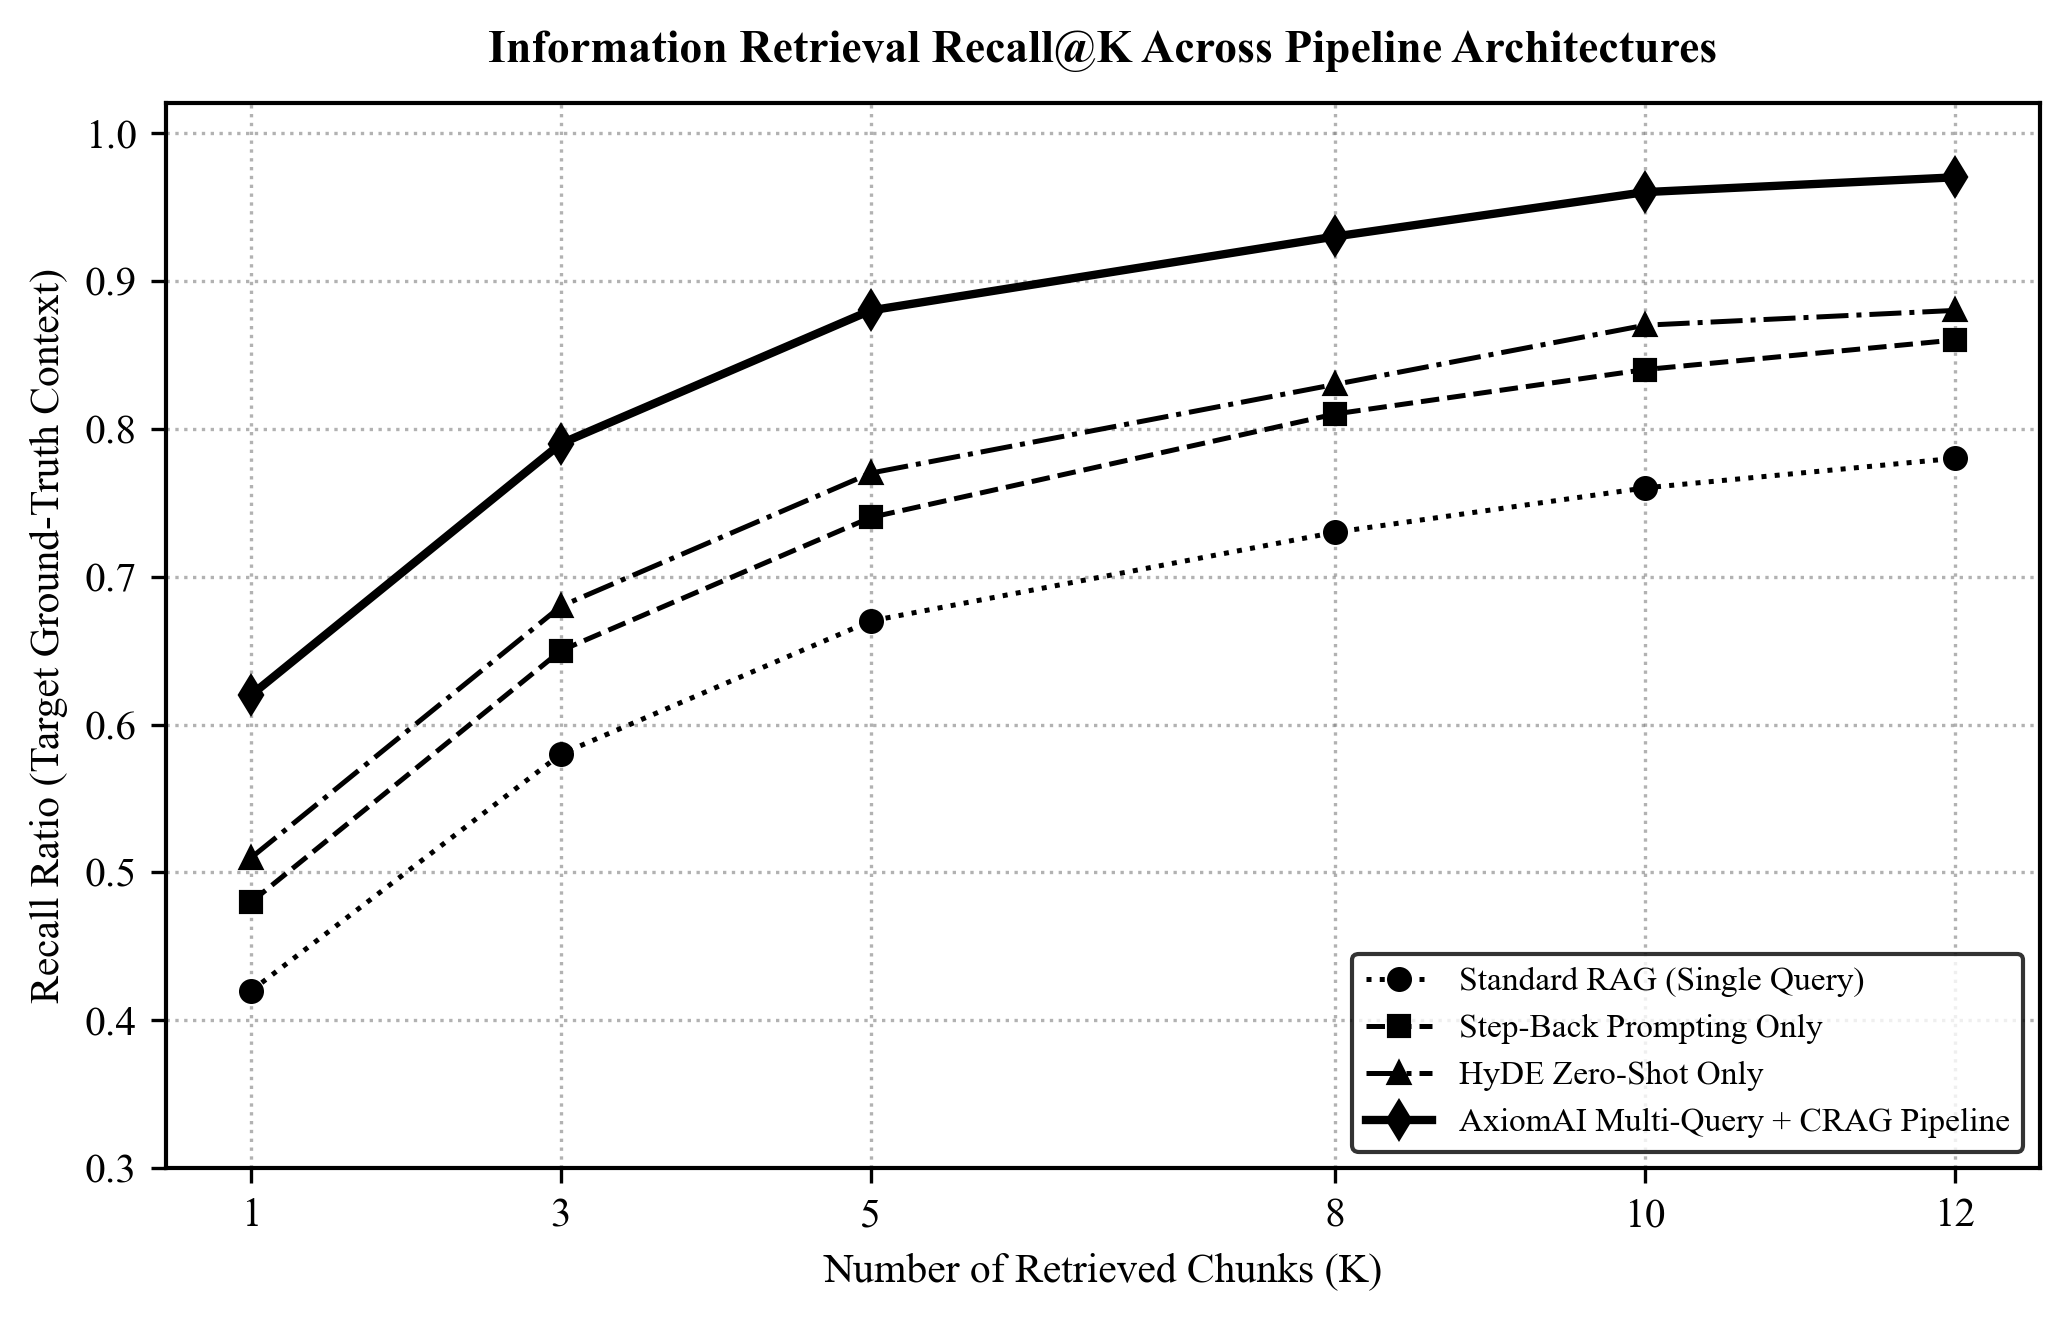 Information Retrieval Recall@K Across Pipeline Architectures
Recall Ratio (Target Ground-Truth Context)
1.0
0.9
0.8
0.7
0.6
0.5
0.4
0.3
Standard RAG (Single Query)
Step-Back Prompting Only
HyDE Zero-Shot Only
AxiomAI Multi-Query + CRAG Pipeline
1 3 5 8 10 12
Number of Retrieved Chunks (K)